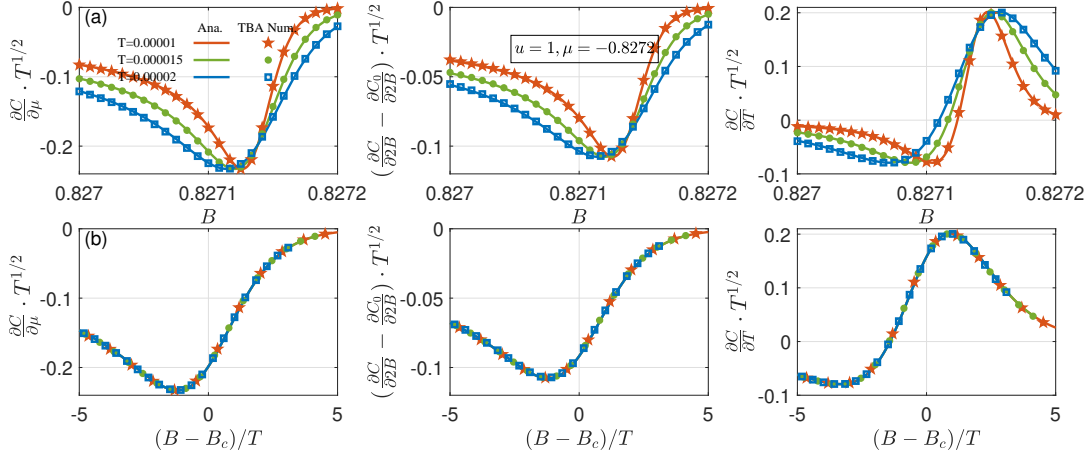 (a)
Ana. TBA Num.
T=0.00001
T=0.000015
T=0.00002
0
-0.1
-0.2
∂C/∂μ · T^{1/2}
0.827 0.8271 0.8272
B
u = 1, μ = −0.8272
0
-0.05
-0.1
(∂C/∂2B − ∂C₀/∂2B) · T^{1/2}
0.827 0.8271 0.8272
B
0.2
0.1
0
-0.1
∂C/∂T · T^{1/2}
0.827 0.8271 0.8272
B
(b)
0
-0.1
-0.2
∂C/∂μ · T^{1/2}
-5 0 5
(B − B_c)/T
0
-0.05
-0.1
(∂C/∂2B − ∂C₀/∂2B) · T^{1/2}
-5 0 5
(B − B_c)/T
0.2
0.1
0
-0.1
∂C/∂T · T^{1/2}
-5 0 5
(B − B_c)/T